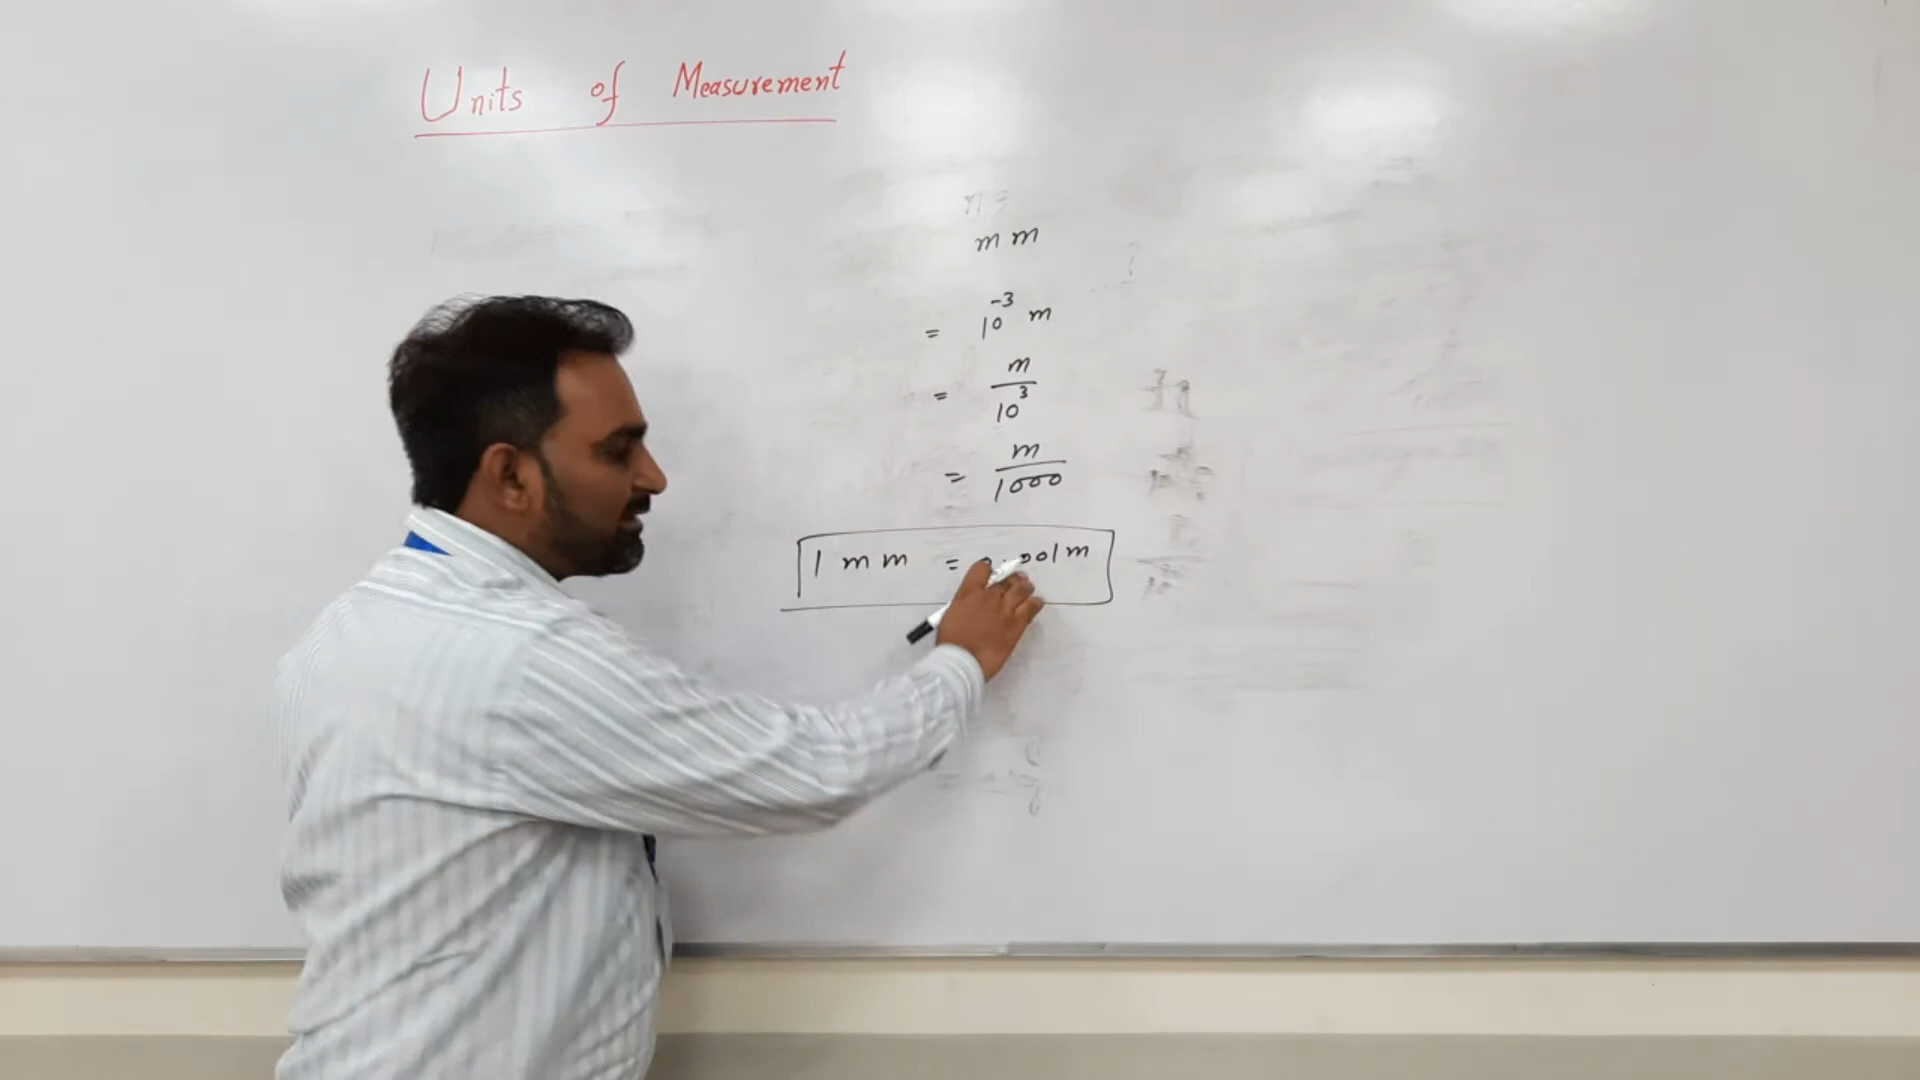 Units of Measurement
m m
= 10⁻³ m
= m/10³
= m/1000
1 m m = 0.001 m